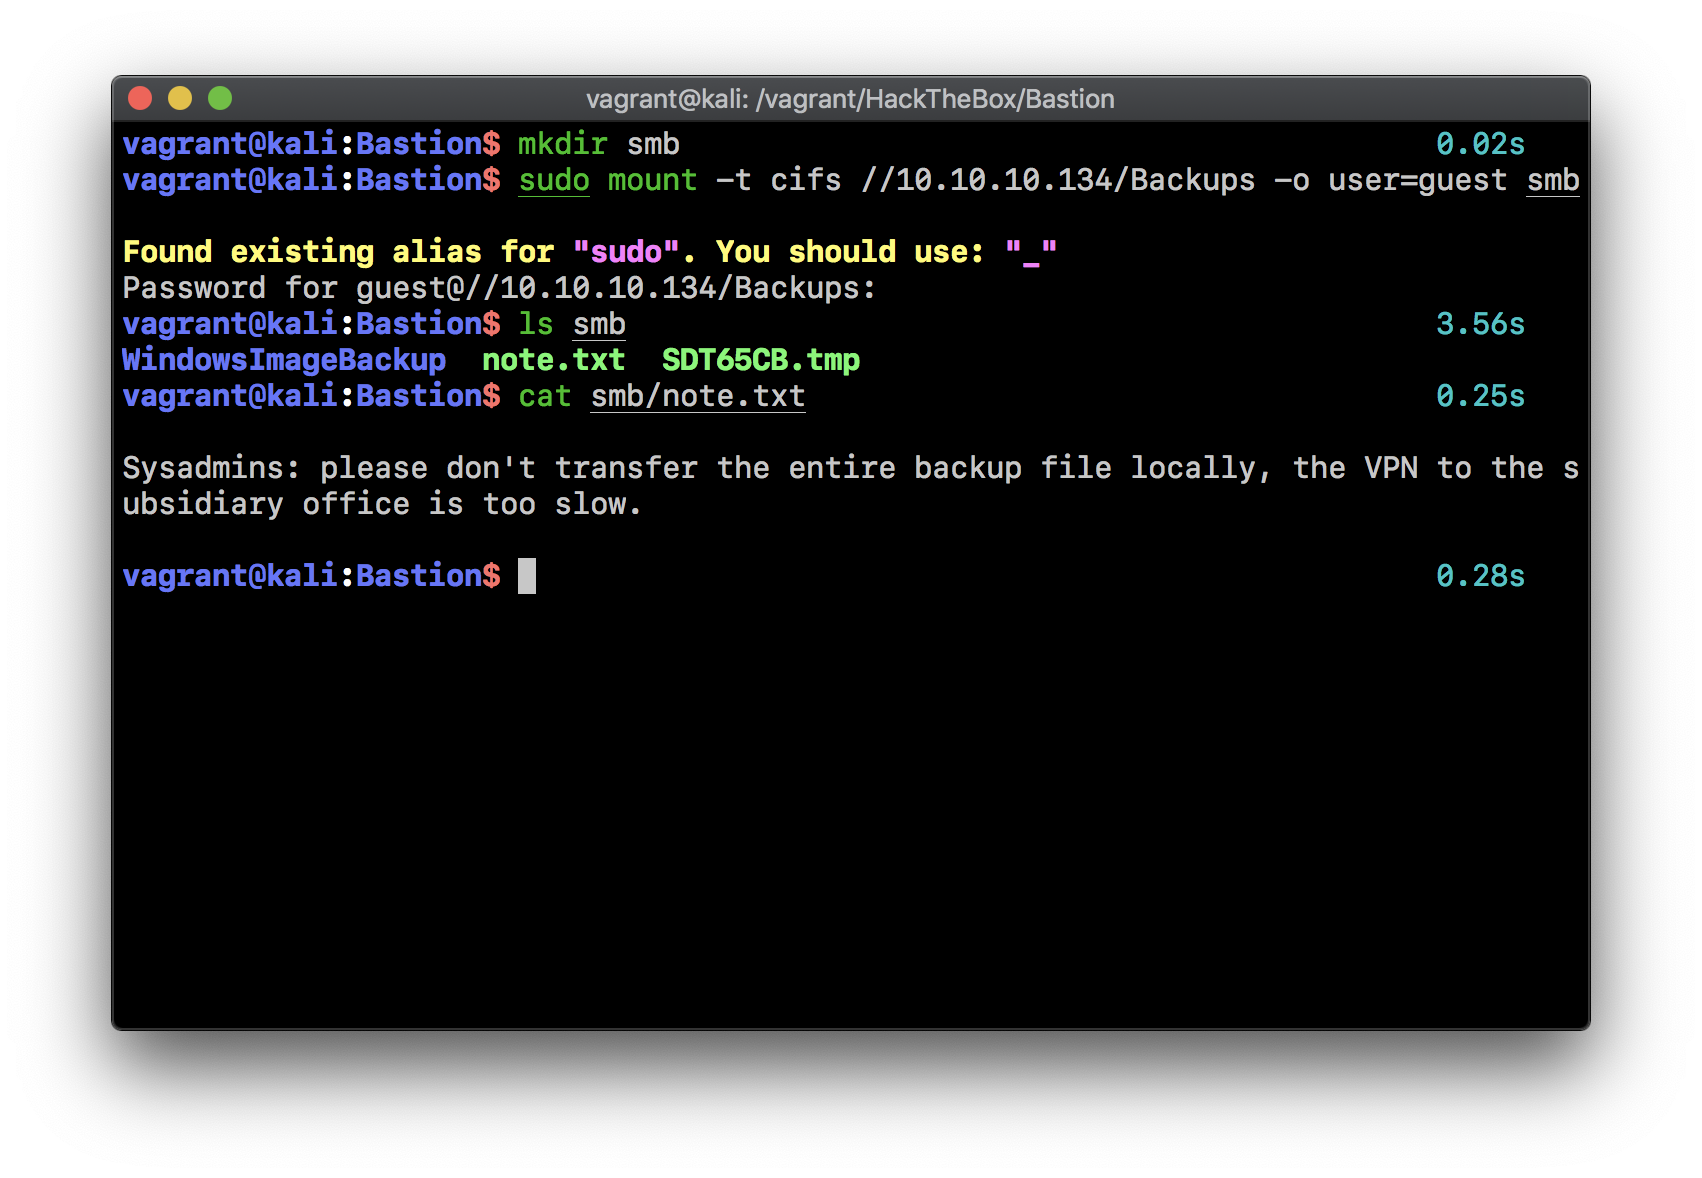 vagrant@kali: /vagrant/HackTheBox/Bastion
vagrant@kali:Bastion$ mkdir smb 0.02s
vagrant@kali:Bastion$ sudo mount -t cifs //10.10.10.134/Backups -o user=guest smb
Found existing alias for "sudo". You should use: "_"
Password for guest@//10.10.10.134/Backups:
vagrant@kali:Bastion$ ls smb 3.56s
WindowsImageBackup note.txt SDT65CB.tmp
vagrant@kali:Bastion$ cat smb/note.txt 0.25s
Sysadmins: please don't transfer the entire backup file locally, the VPN to the s
ubsidiary office is too slow.
vagrant@kali:Bastion$ 0.28s